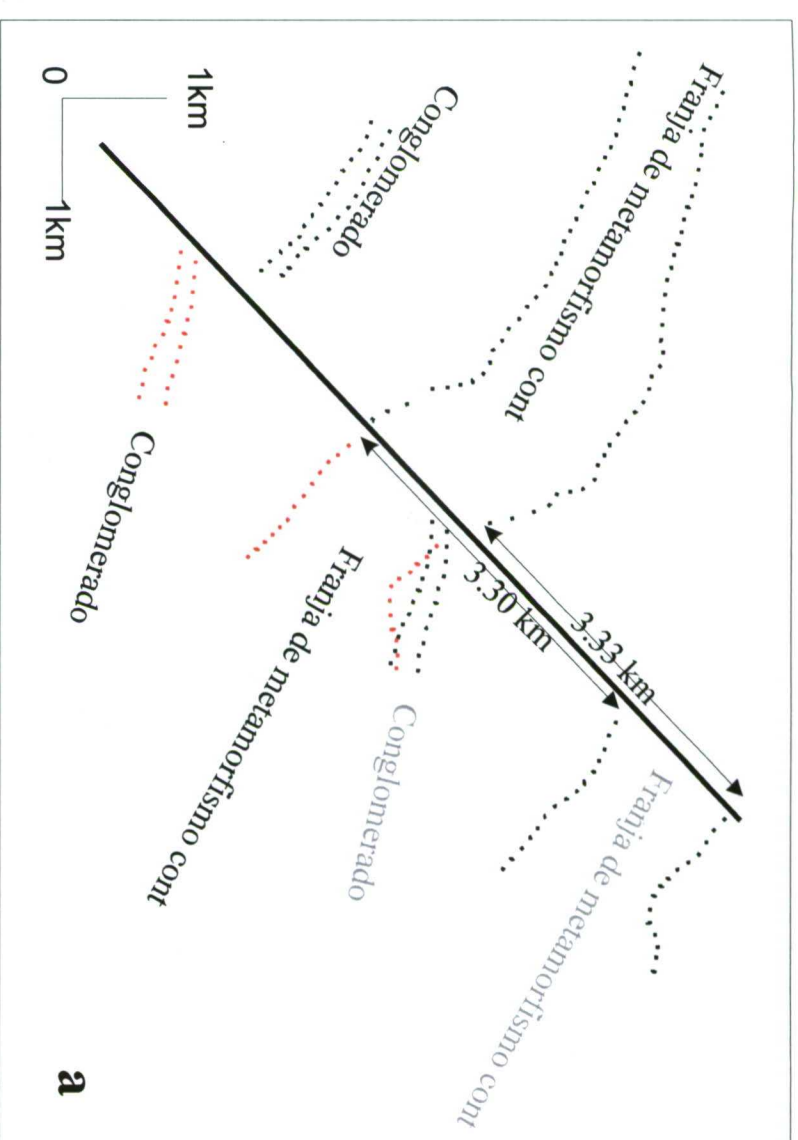 Franja de metamorfismo cont
Conglomerado
1km
0
1km
3.33 km
3.30 km
Franja de metamorfismo cont
Conglomerado
Franja de metamorfismo cont
Conglomerado
a